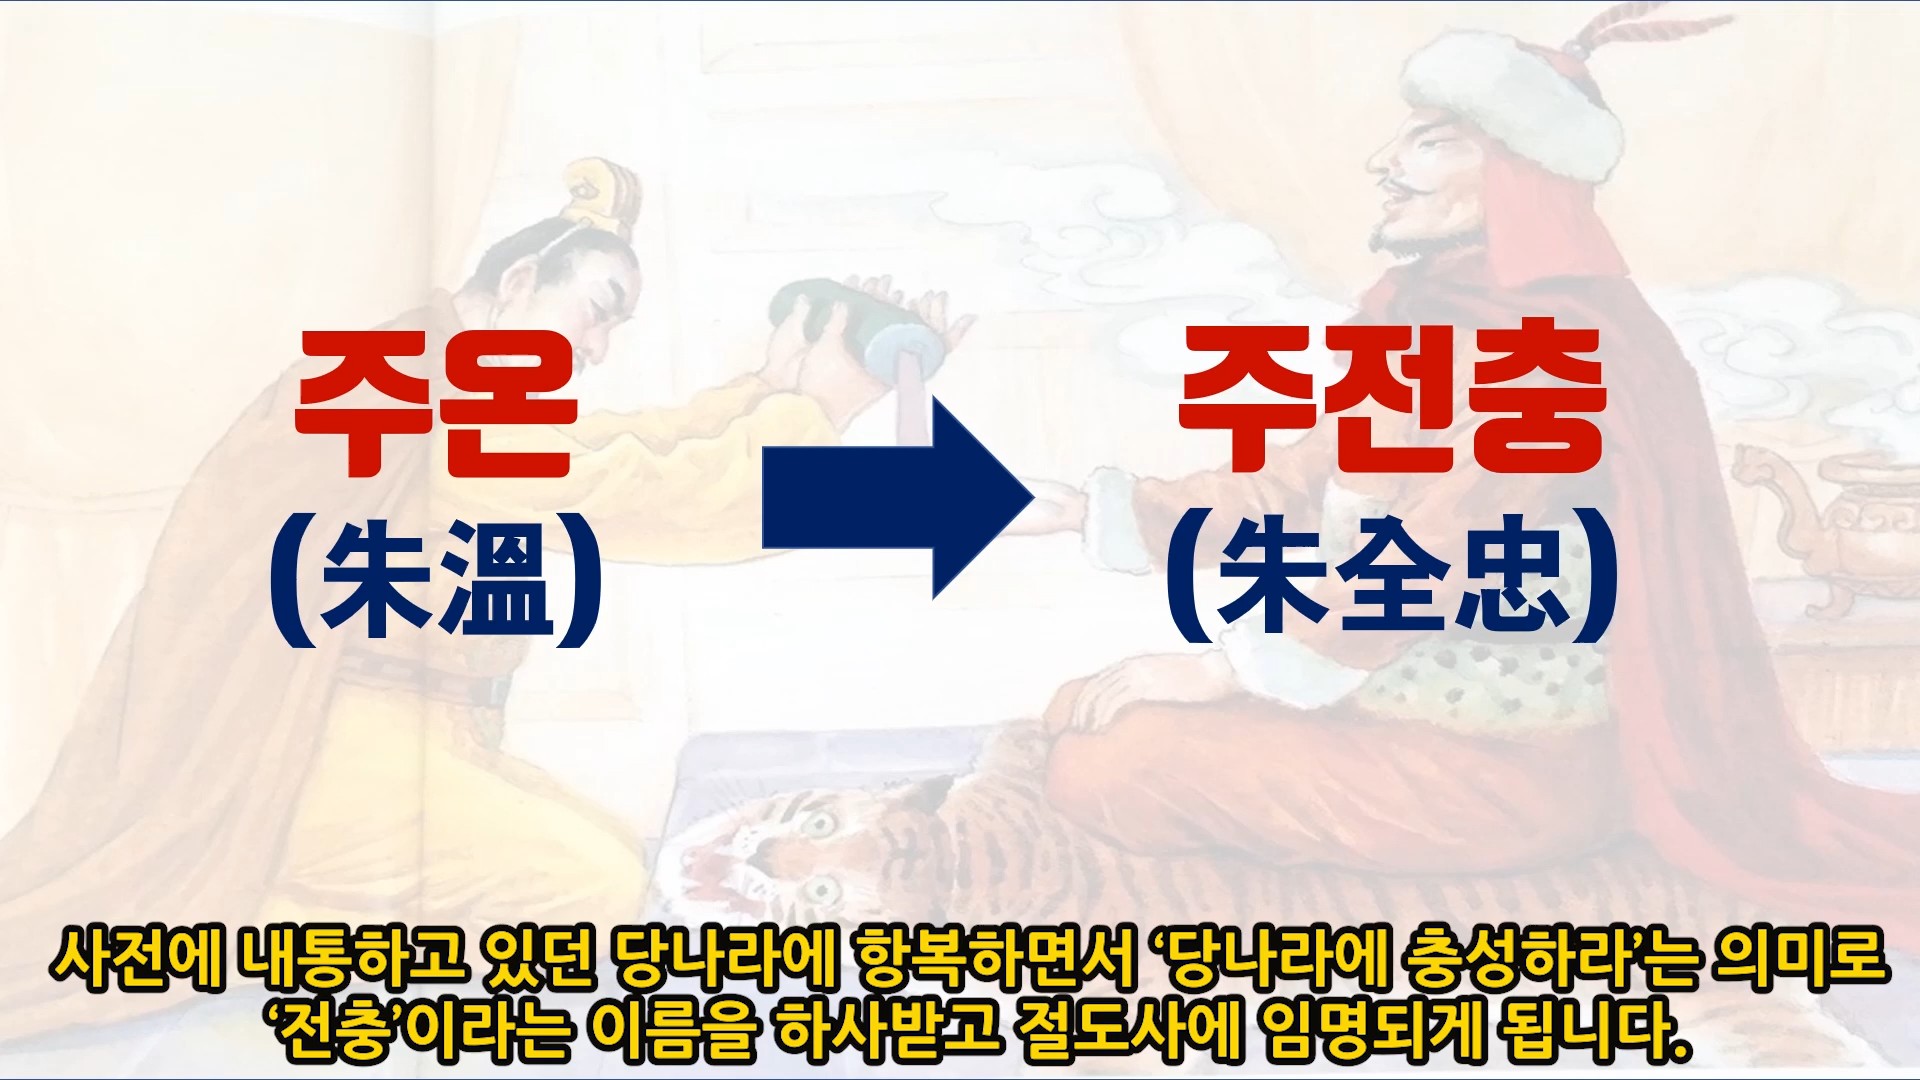 주온
(朱溫)
주전충
(朱全忠)
사전에 내통하고 있던 당나라에 항복하면서 ‘당나라에 충성하라’는 의미로
‘전충’이라는 이름을 하사받고 절도사에 임명되게 됩니다.